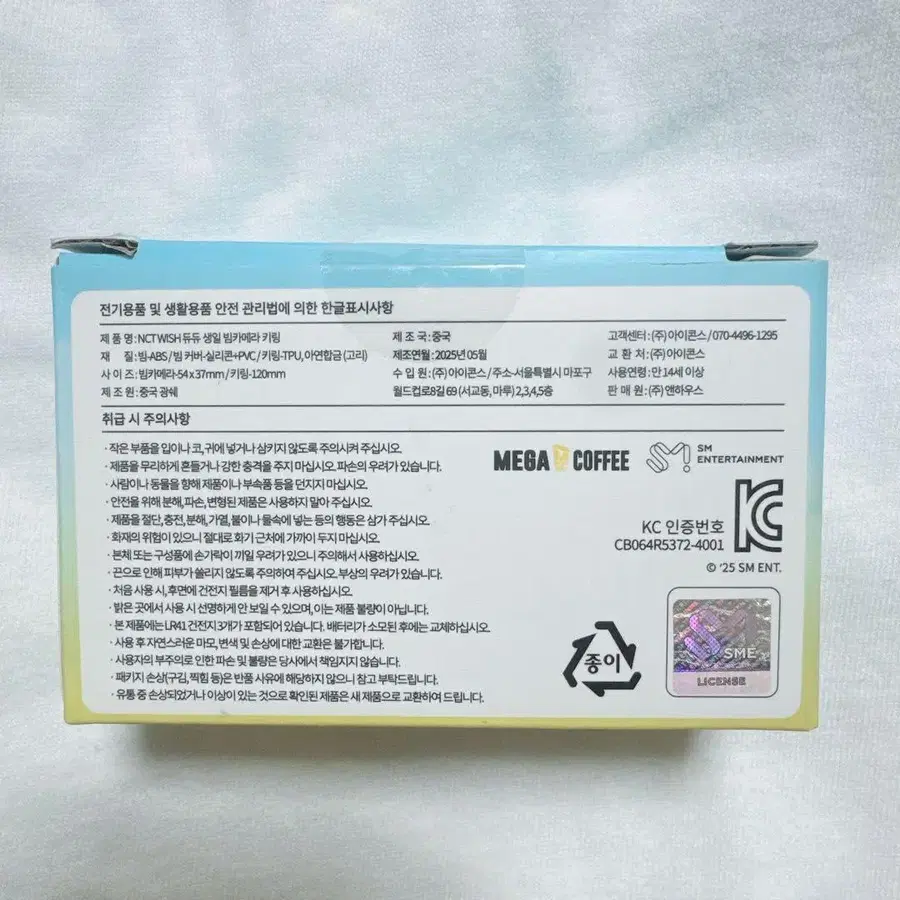 전기용품 및 생활용품 안전 관리법에 의한 한글표시사항
제 품 명 : NCT WISH 듀듀 생일 빔카메라 키링
재 질 : 빔-ABS / 빔 커버-실리콘+PVC / 키링-TPU, 아연합금 (고리)
사 이 즈 : 빔카메라-54 x 37mm / 키링-120mm
제 조 원 : 중국 광쉐
제 조 국 : 중국
제조연월 : 2025년 05월
수 입 원 : (주) 아이콘스 / 주소-서울특별시 마포구
월드컵로8길 69 (서교동, 마루) 2,3,4,5층
고객센터 : (주) 아이콘스 / 070-4496-1295
교 환 처 : (주) 아이콘스
사용연령 : 만 14세 이상
판 매 원 : (주) 앤하우스
취급 시 주의사항
· 작은 부품을 입이나 코, 귀에 넣거나 삼키지 않도록 주의시켜 주십시오.
· 제품을 무리하게 흔들거나 강한 충격을 주지 마십시오. 파손의 우려가 있습니다.
· 사람이나 동물을 향해 제품이나 부속품 등을 던지지 마십시오.
· 안전을 위해 분해, 파손, 변형된 제품은 사용하지 말아 주십시오.
· 제품을 절단, 충전, 분해, 가열, 불이나 물속에 넣는 등의 행동은 삼가 주십시오.
· 화재의 위험이 있으니 절대로 화기 근처에 가까이 두지 마십시오.
· 본체 또는 구성품에 손가락이 끼일 우려가 있으니 주의해서 사용하십시오.
· 끈으로 인해 피부가 쓸리지 않도록 주의하여 주십시오. 부상의 우려가 있습니다.
· 처음 사용 시, 후면에 건전지 필름을 제거 후 사용하십시오.
· 밝은 곳에서 사용 시 선명하게 안 보일 수 있으며, 이는 제품 불량이 아닙니다.
· 본 제품에는 LR41 건전지 3개가 포함되어 있습니다. 배터리가 소모된 후에는 교체하십시오.
· 사용 후 자연스러운 마모, 변색 및 손상에 대한 교환은 불가합니다.
· 사용자의 부주의로 인한 파손 및 불량은 당사에서 책임지지 않습니다.
· 패키지 손상(구김, 찍힘 등)은 반품 사유에 해당하지 않으니 참고 부탁드립니다.
· 유통 중 손상되었거나 이상이 있는 것으로 확인된 제품은 새 제품으로 교환하여 드립니다.
MEGA COFFEE
SM
ENTERTAINMENT
KC 인증번호
CB064R5372-4001
KC
© '25 SM ENT.
종이
SME
LICENSE